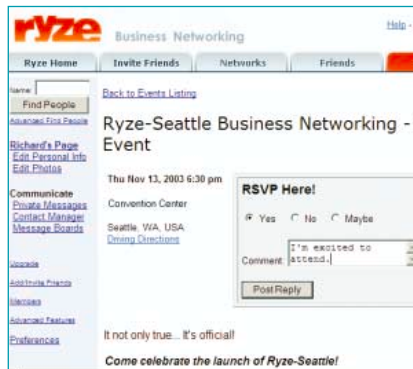 ryze
Business Networking
Help -
Ryze Home
Invite Friends
Networks
Friends
Name:
Find People
Advanced Find People
Richard's Page
Edit Personal Info
Edit Photos
Communicate
Private Messages
Contact Manager
Message Boards
Upgrade
Add/Invite Friends
Members
Advanced Features
Preferences
Back to Events Listing
Ryze-Seattle Business Networking -
Event
Thu Nov 13, 2003 6:30 pm
Convention Center
Seattle, WA, USA
Driving Directions
RSVP Here!
Yes No Maybe
Comment:
I'm excited to
attend.
Post Reply
It not only true... It's official!
Come celebrate the launch of Ryze-Seattle!